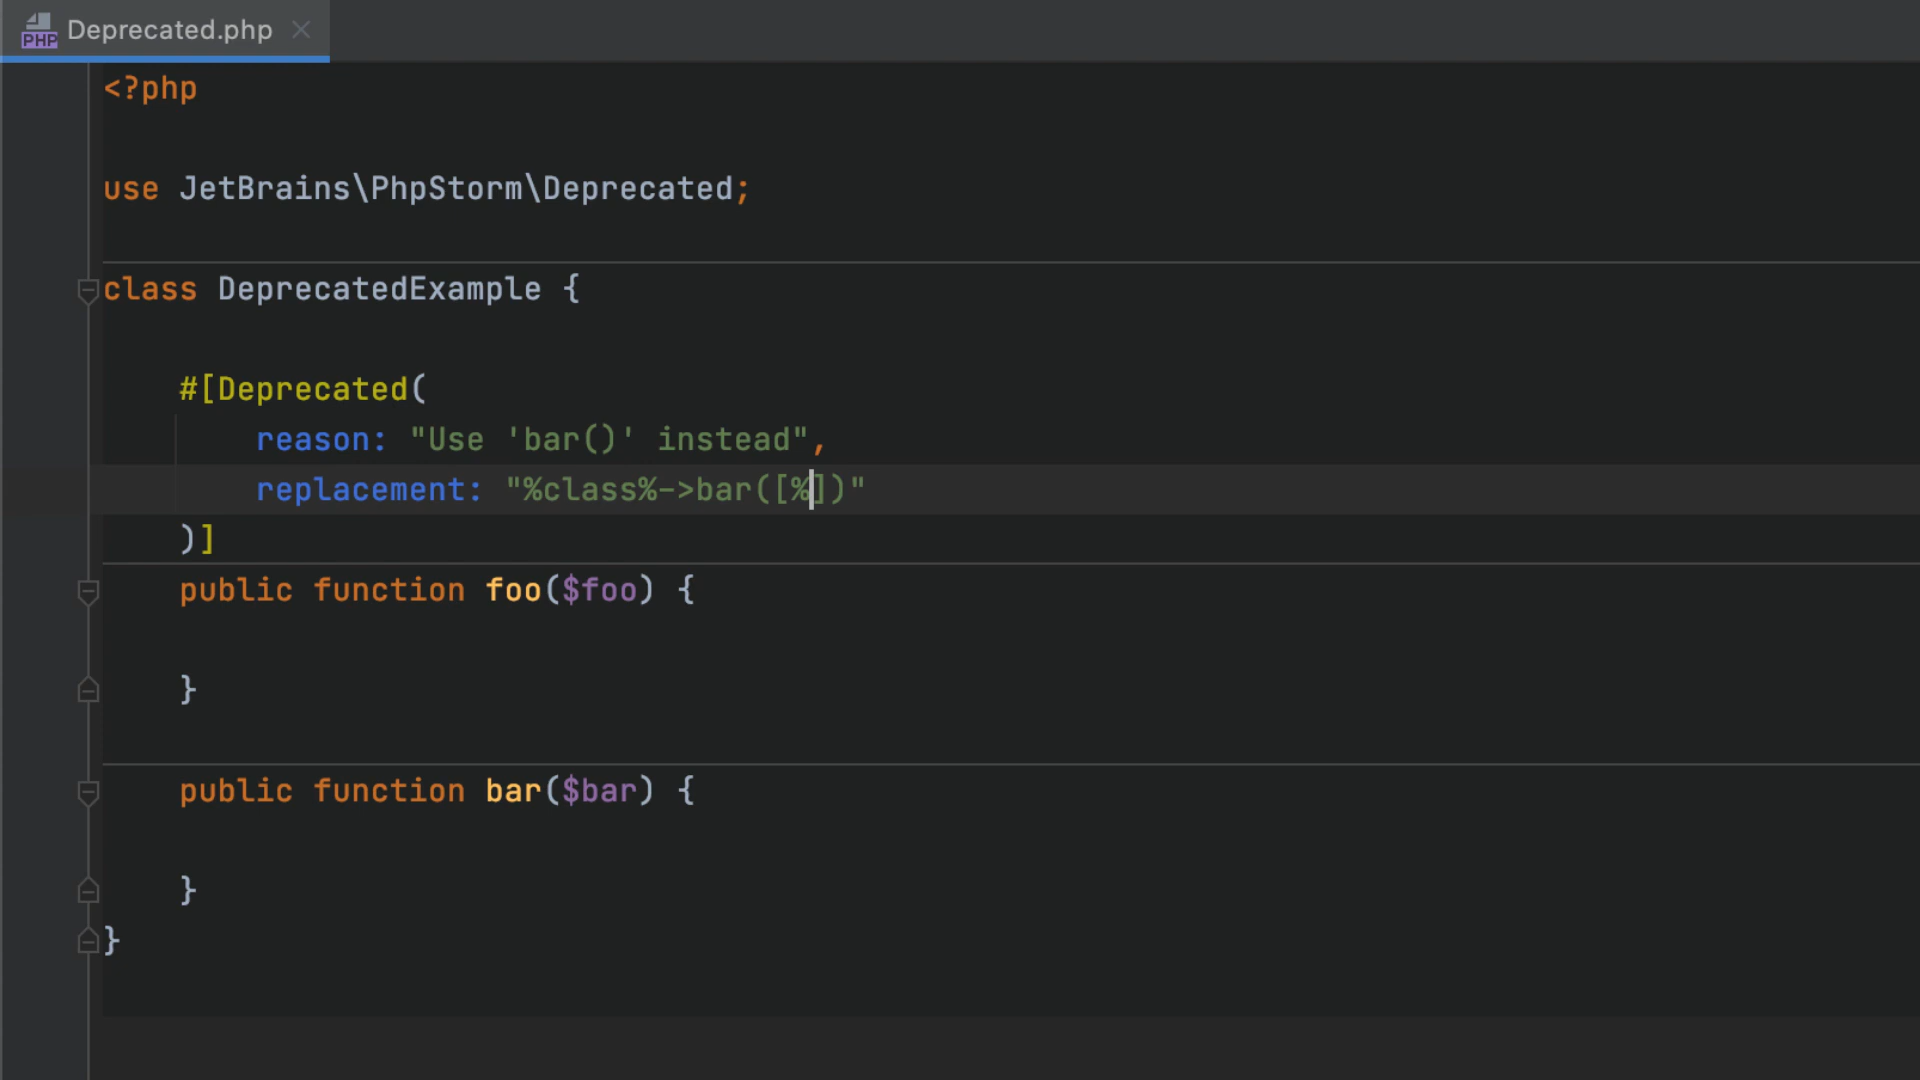 PHP Deprecated.php
<?php
use JetBrains\PhpStorm\Deprecated;
class DeprecatedExample {
#[Deprecated(
reason: "Use 'bar()' instead",
replacement: "%class%->bar([%])"
)]
public function foo($foo) {
}
public function bar($bar) {
}
}